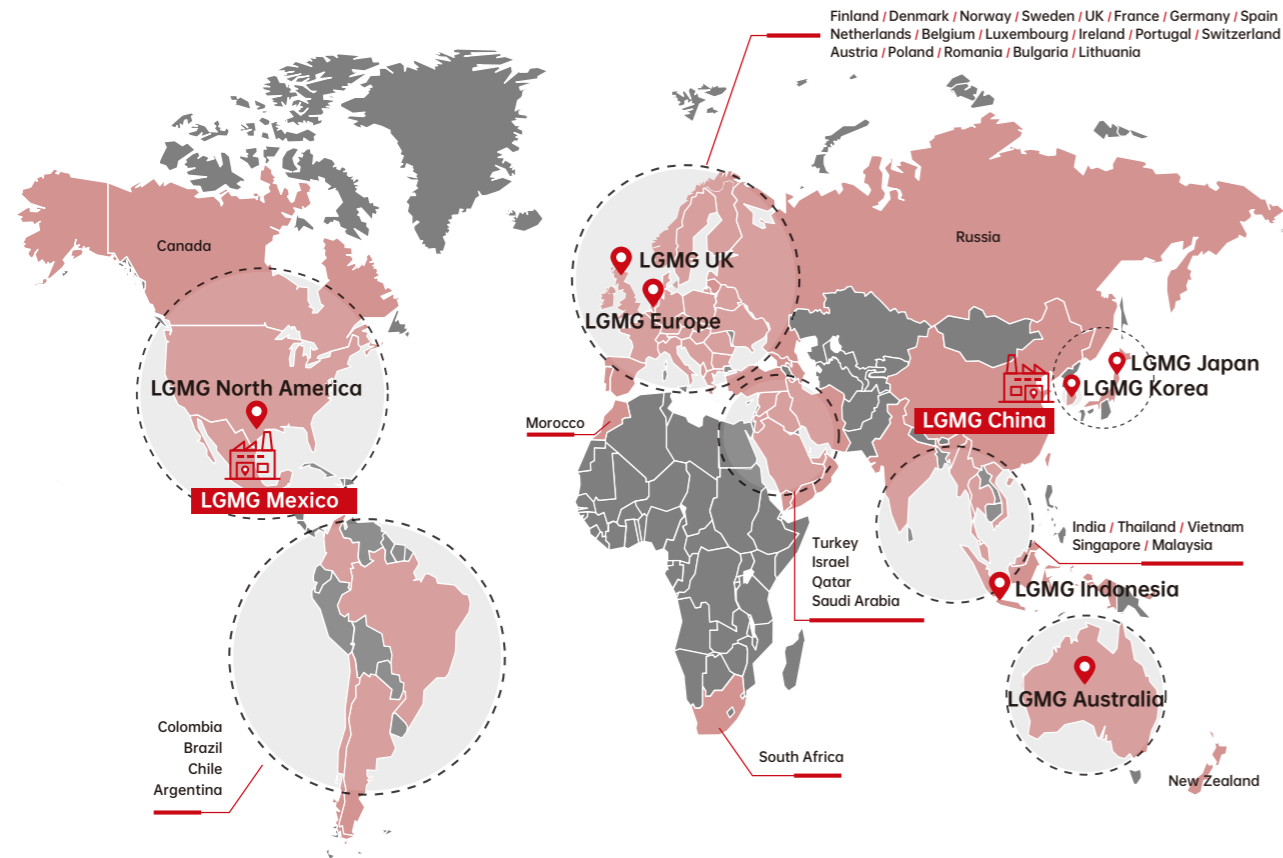 Finland / Denmark / Norway / Sweden / UK / France / Germany / Spain
Netherlands / Belgium / Luxembourg / Ireland / Portugal / Switzerland
Austria / Poland / Romania / Bulgaria / Lithuania
Canada
Russia
LGMG UK
LGMG Europe
LGMG Japan
LGMG Korea
LGMG North America
LGMG China
Morocco
LGMG Mexico
India / Thailand / Vietnam
Singapore / Malaysia
Turkey
Israel
Qatar
Saudi Arabia
LGMG Indonesia
LGMG Australia
Colombia
Brazil
Chile
Argentina
South Africa
New Zealand